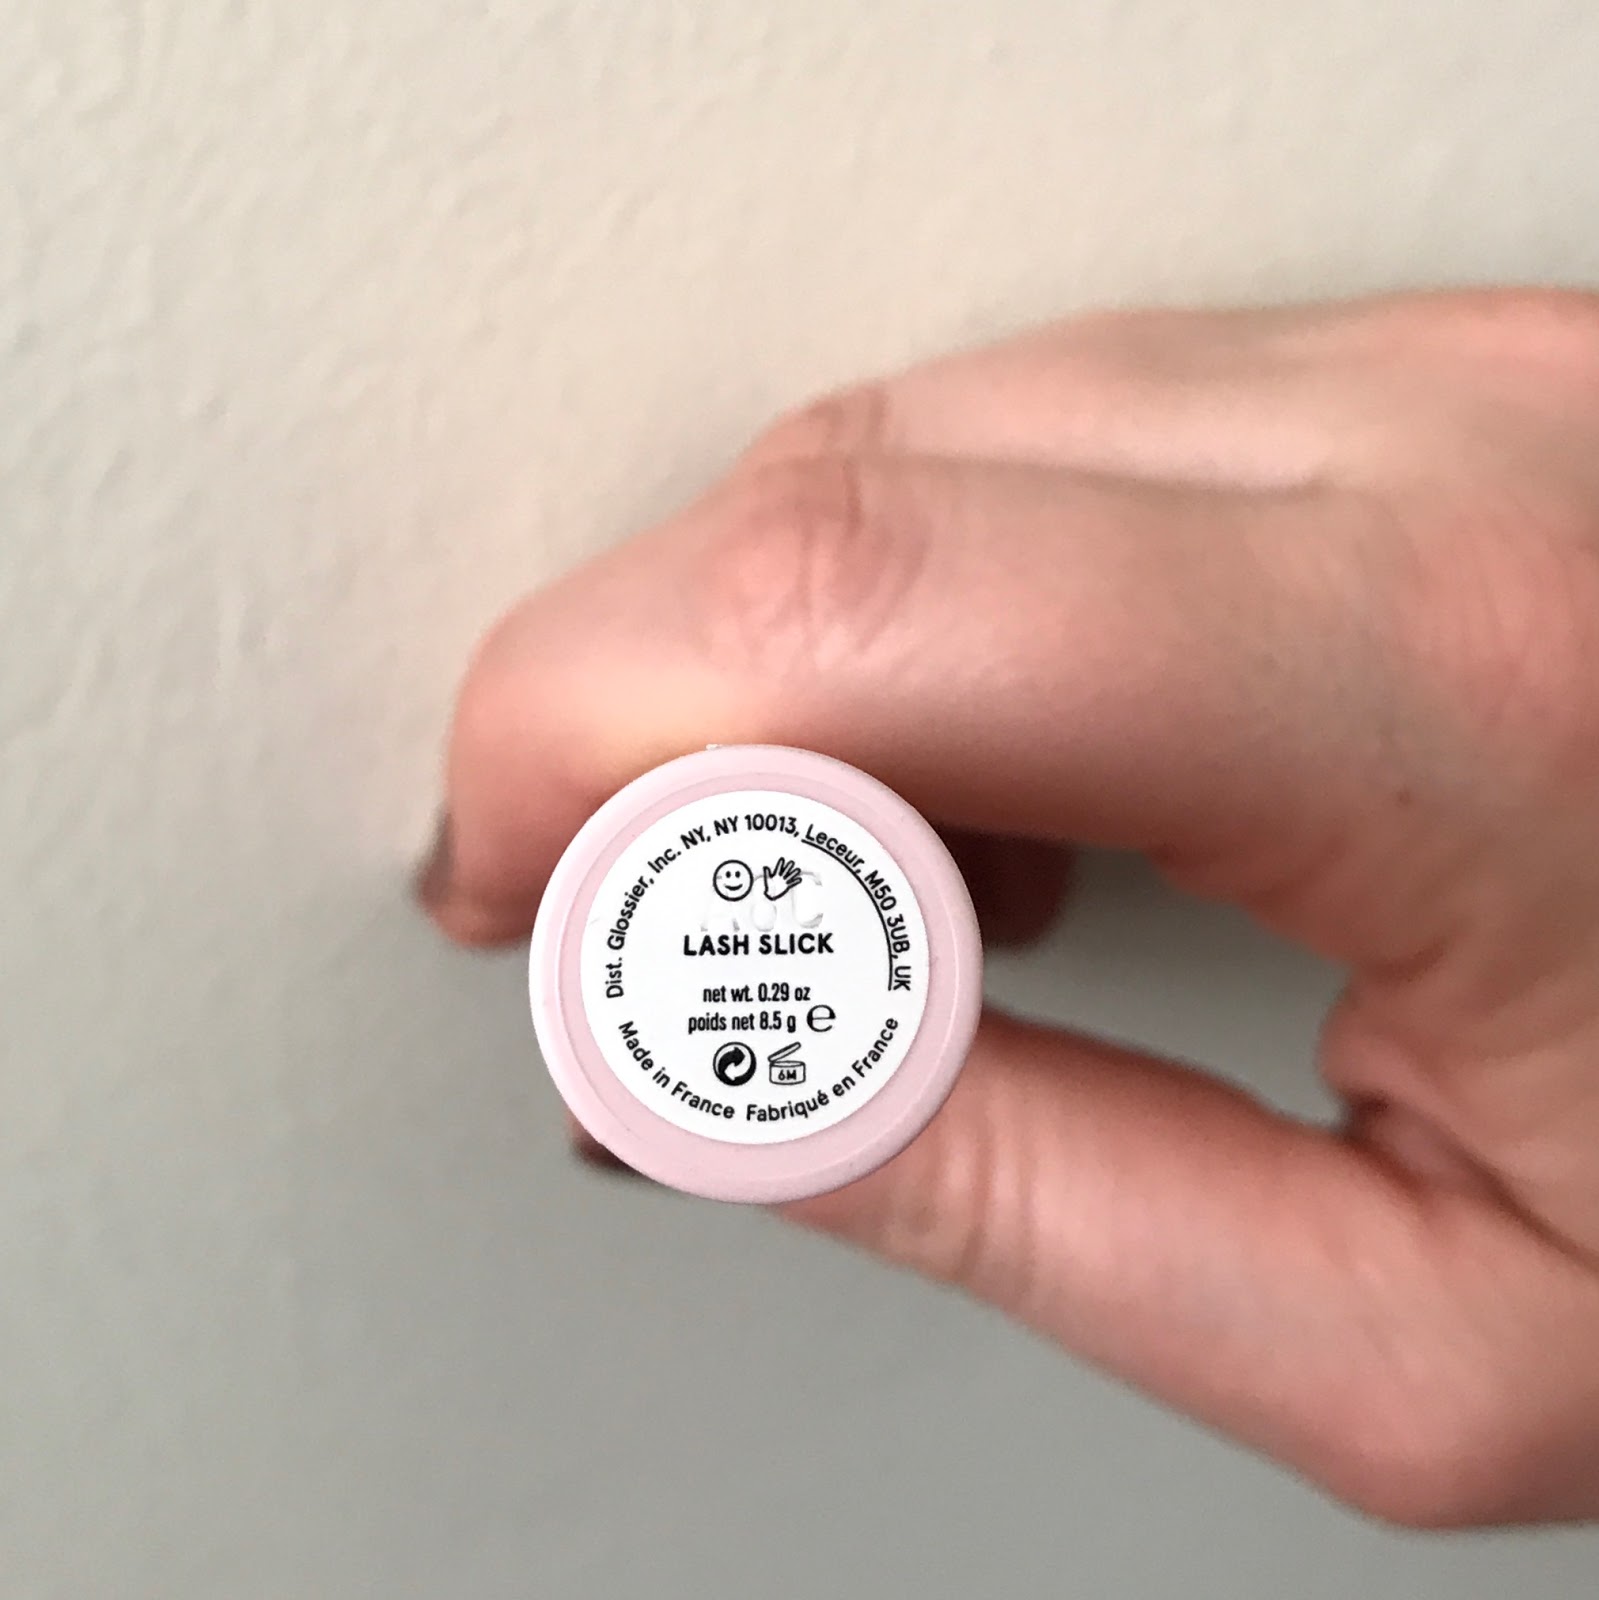 Dist. Glossier, Inc. NY, NY 10013, Leceur, M50 3UB, UK
LASH SLICK
net wt. 0.29 oz
poids net 8.5 g e
6M
Made in France Fabriqué en France